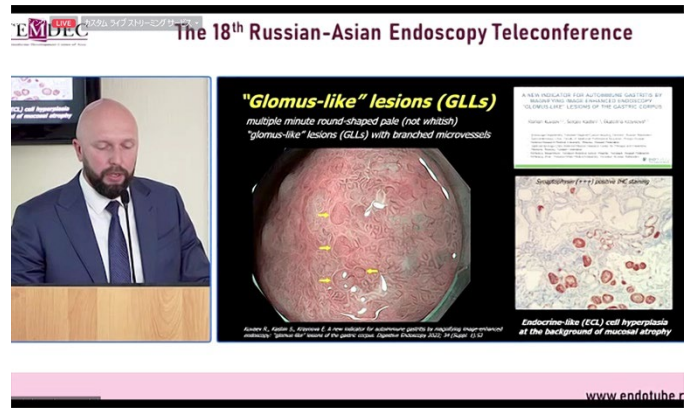 TEMDEC
LIVE カスタム ライブ ストリーミング サービス
The 18th Russian-Asian Endoscopy Teleconference
(ECL) cell hyperplasia
of mucosal atrophy
"Glomus-like" lesions (GLLs)
multiple minute round-shaped pale (not whitish)
"glomus-like" lesions (GLLs) with branched microvessels
A NEW INDICATOR FOR AUTOIMMUNE GASTRITIS BY
MAGNIFYING IMAGE-ENHANCED ENDOSCOPY
"GLOMUS-LIKE" LESIONS OF THE GASTRIC CORPUS
Synaptophysin (+++) positive IHC staining
Kuvaev R., Kashin S., Kraynova E. A new indicator for autoimmune gastritis by magnifying image-enhanced
endoscopy: "glomus-like" lesions of the gastric corpus. Digestive Endoscopy 2022; 34 (Suppl. 1):52
Endocrine-like (ECL) cell hyperplasia
at the background of mucosal atrophy
www.endotube.r